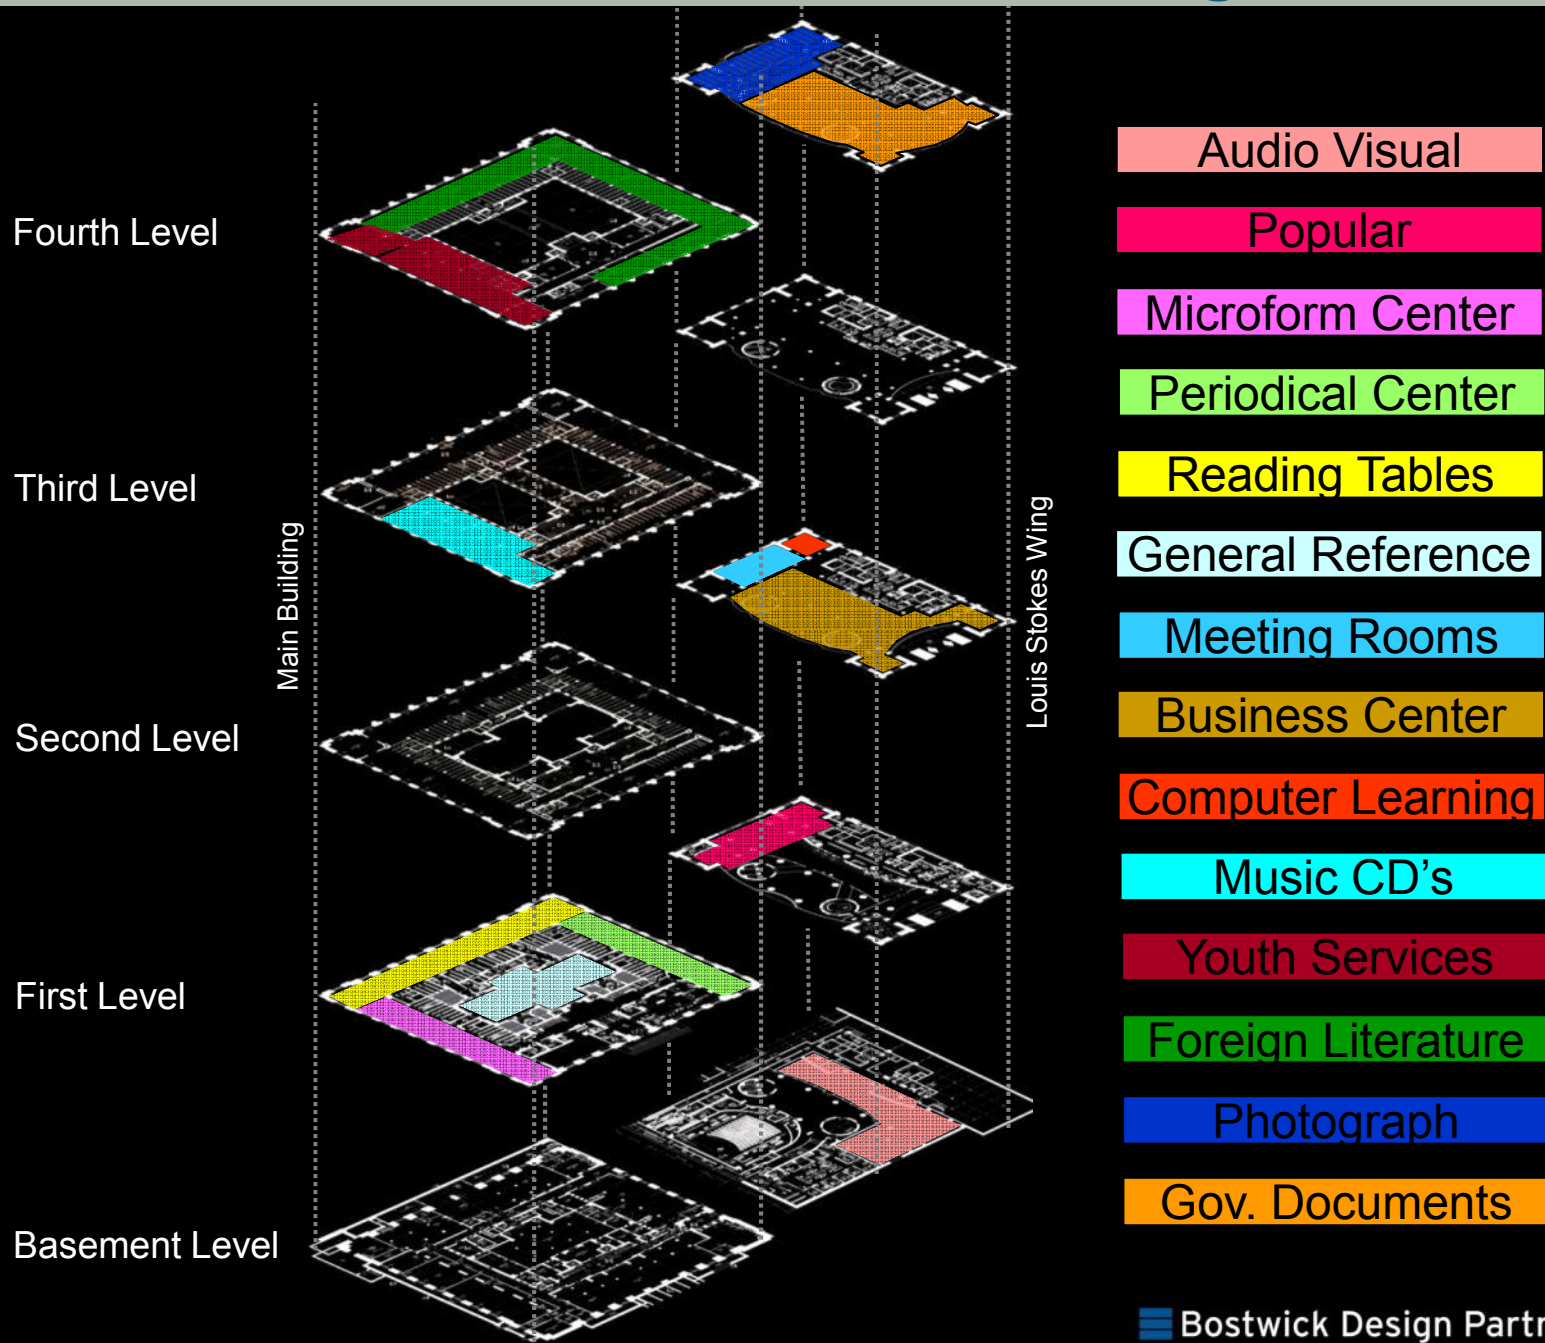 Fourth Level
Third Level
Second Level
First Level
Basement Level
Main Building
Louis Stokes Wing
Audio Visual
Popular
Microform Center
Periodical Center
Reading Tables
General Reference
Meeting Rooms
Business Center
Computer Learning
Music CD’s
Youth Services
Foreign Literature
Photograph
Gov. Documents
Bostwick Design Partn